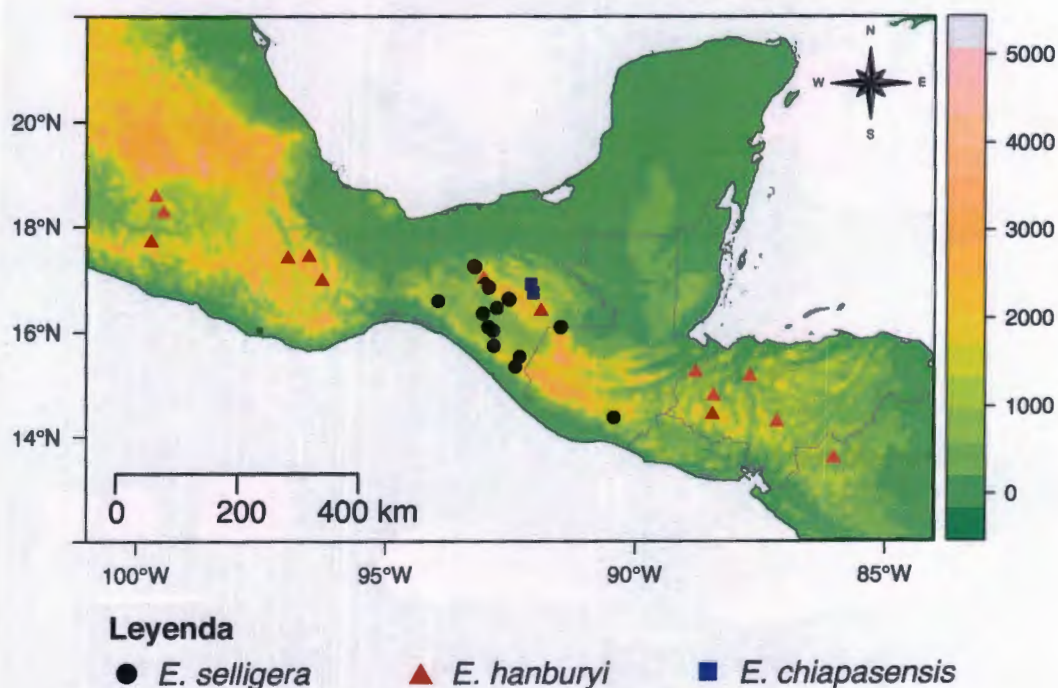 N
W E
S
5000
4000
3000
2000
1000
0
20°N
18°N
16°N
14°N
0 200 400 km
100°W 95°W 90°W 85°W
Leyenda
E. selligera E. hanburyi E. chiapasensis